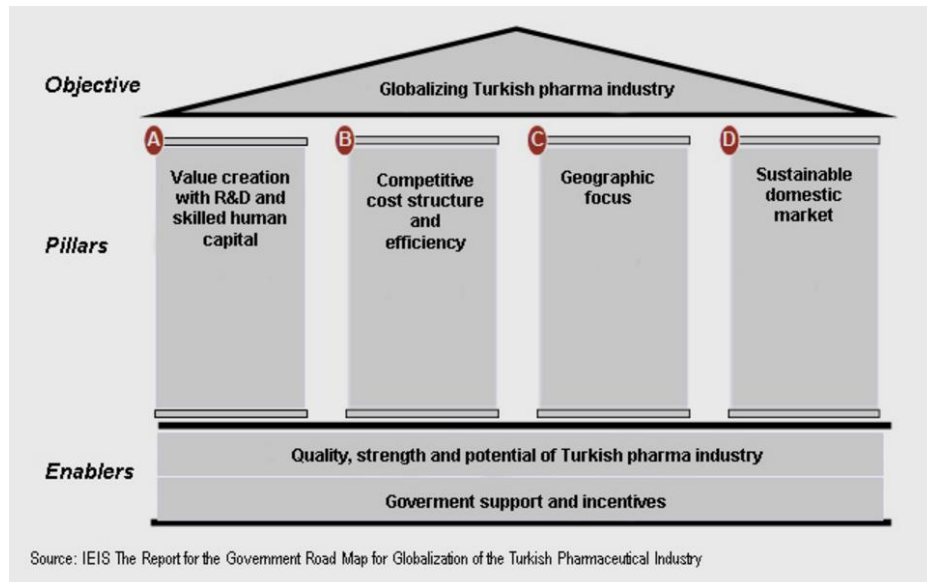 Objective
Globalizing Turkish pharma industry
A
B
C
D
Value creation
with R&D and
skilled human
capital
Competitive
cost structure
and
efficiency
Geographic
focus
Sustainable
domestic
market
Pillars
Quality, strength and potential of Turkish pharma industry
Enablers
Goverment support and incentives
Source: IEIS The Report for the Government Road Map for Globalization of the Turkish Pharmaceutical Industry